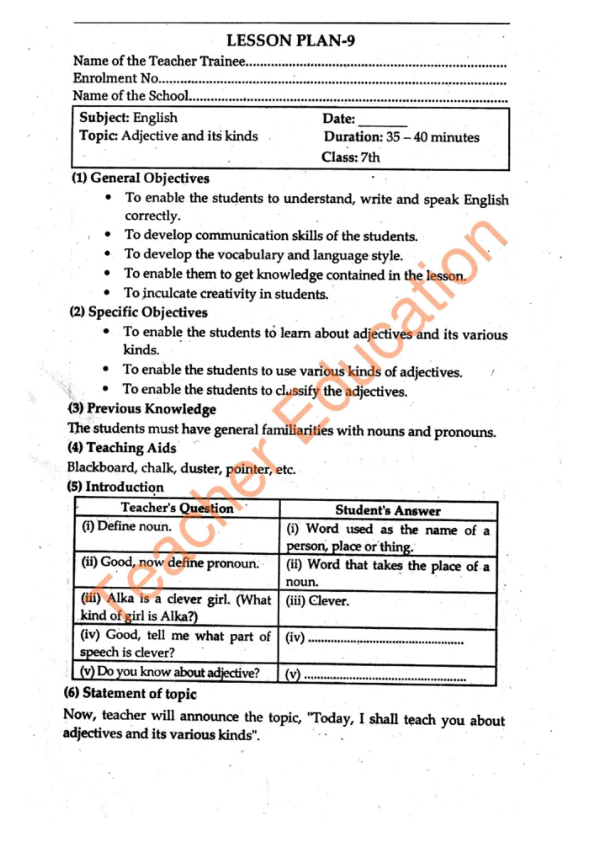 LESSON PLAN-9
Name of the Teacher Trainee........................................................................
Enrolment No................................................................................................
Name of the School.......................................................................................
Subject: English Date: ________
Topic: Adjective and its kinds Duration: 35 – 40 minutes
Class: 7th
(1) General Objectives
• To enable the students to understand, write and speak English
correctly.
• To develop communication skills of the students.
• To develop the vocabulary and language style.
• To enable them to get knowledge contained in the lesson.
• To inculcate creativity in students.
(2) Specific Objectives
• To enable the students to learn about adjectives and its various
kinds.
• To enable the students to use various kinds of adjectives.
• To enable the students to classify the adjectives.
(3) Previous Knowledge
The students must have general familiarities with nouns and pronouns.
(4) Teaching Aids
Blackboard, chalk, duster, pointer, etc.
(5) Introduction
Teacher's Question Student's Answer
(i) Define noun. (i) Word used as the name of a
person, place or thing.
(ii) Good, now define pronoun. (ii) Word that takes the place of a
noun.
(iii) Alka is a clever girl. (What (iii) Clever.
kind of girl is Alka?)
(iv) Good, tell me what part of (iv) ...............................................
speech is clever?
(v) Do you know about adjective? (v) .................................................
(6) Statement of topic
Now, teacher will announce the topic, "Today, I shall teach you about
adjectives and its various kinds".
Teacher Education